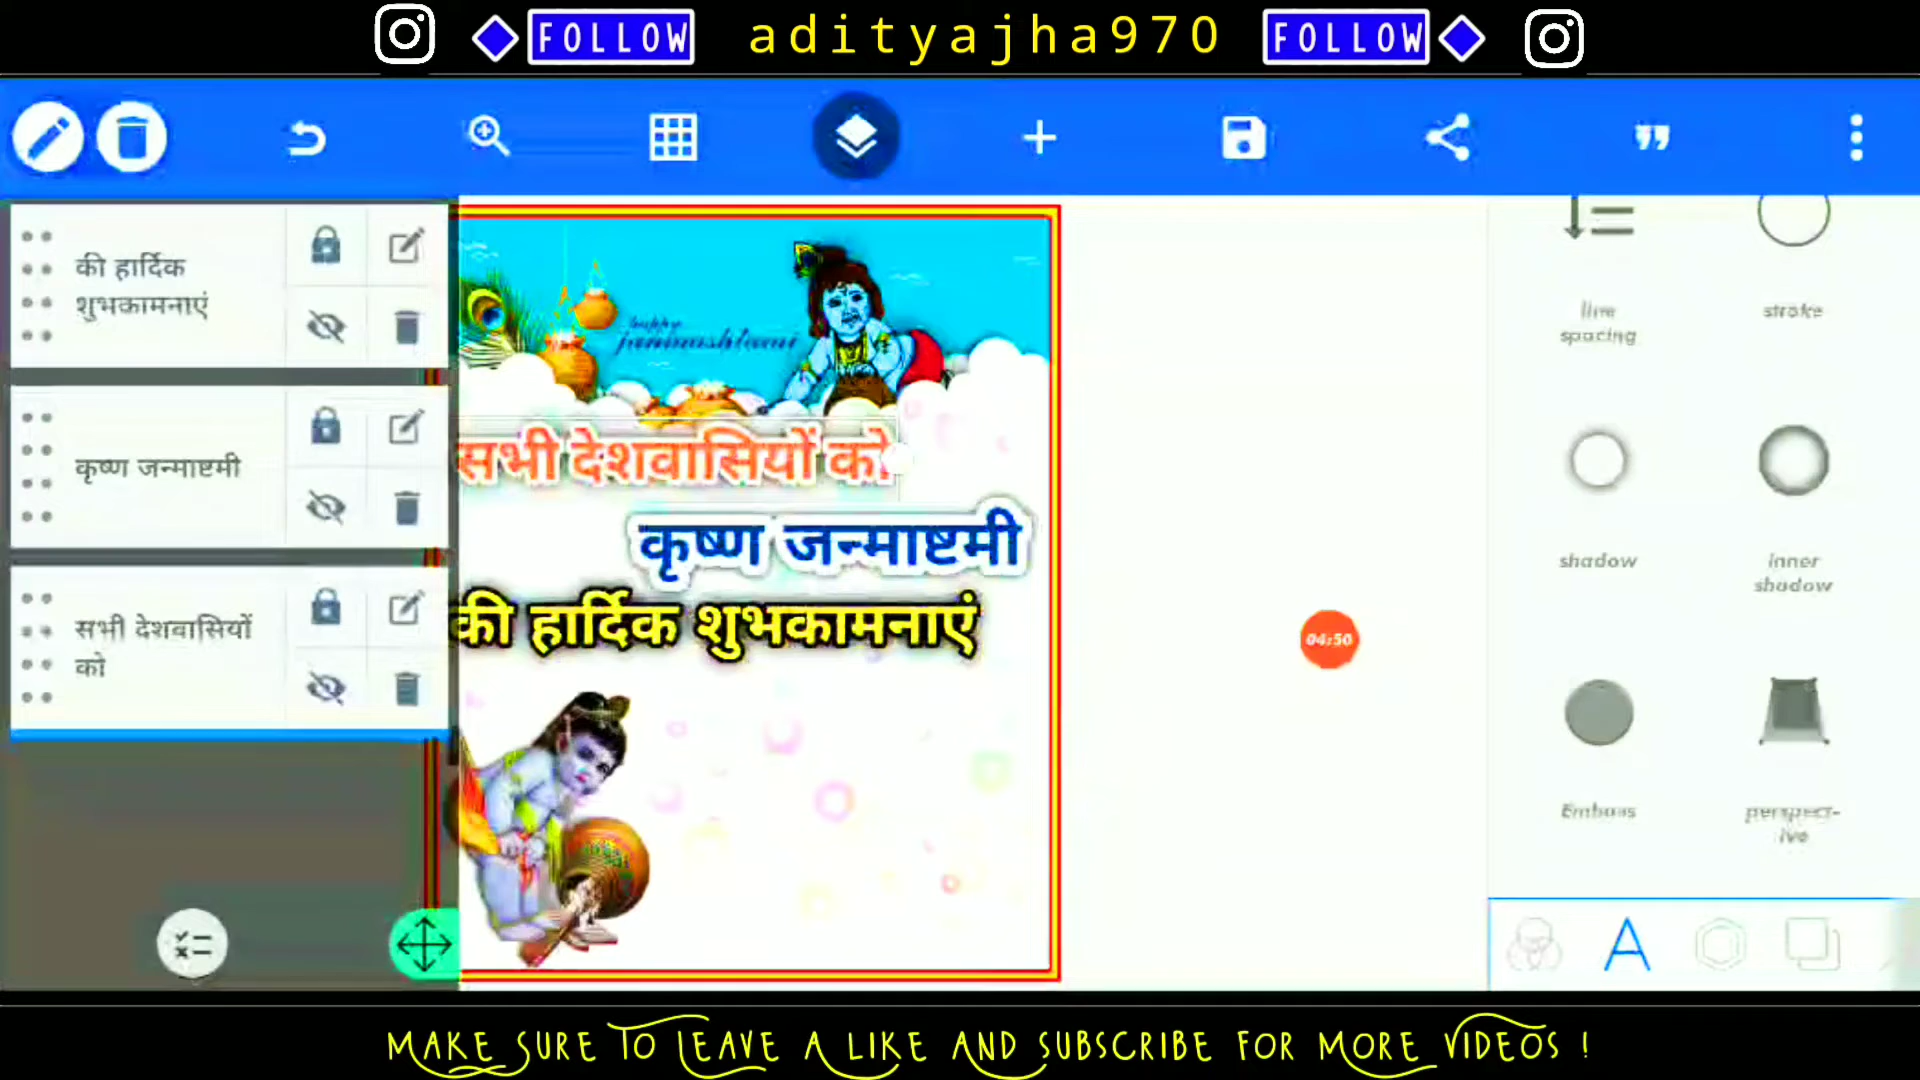 FOLLOW adityajha970 FOLLOW
की हार्दिक
शुभकामनाएं
कृष्ण जन्माष्टमी
सभी देशवासियों
को
happy
janmashtami
सभी देशवासियों को
कृष्ण जन्माष्टमी
की हार्दिक शुभकामनाएं
04:50
line
spacing
stroke
shadow
inner
shadow
Emboss
perspect-
ive
MAKE SURE TO LEAVE A LIKE AND SUBSCRIBE FOR MORE VIDEOS !